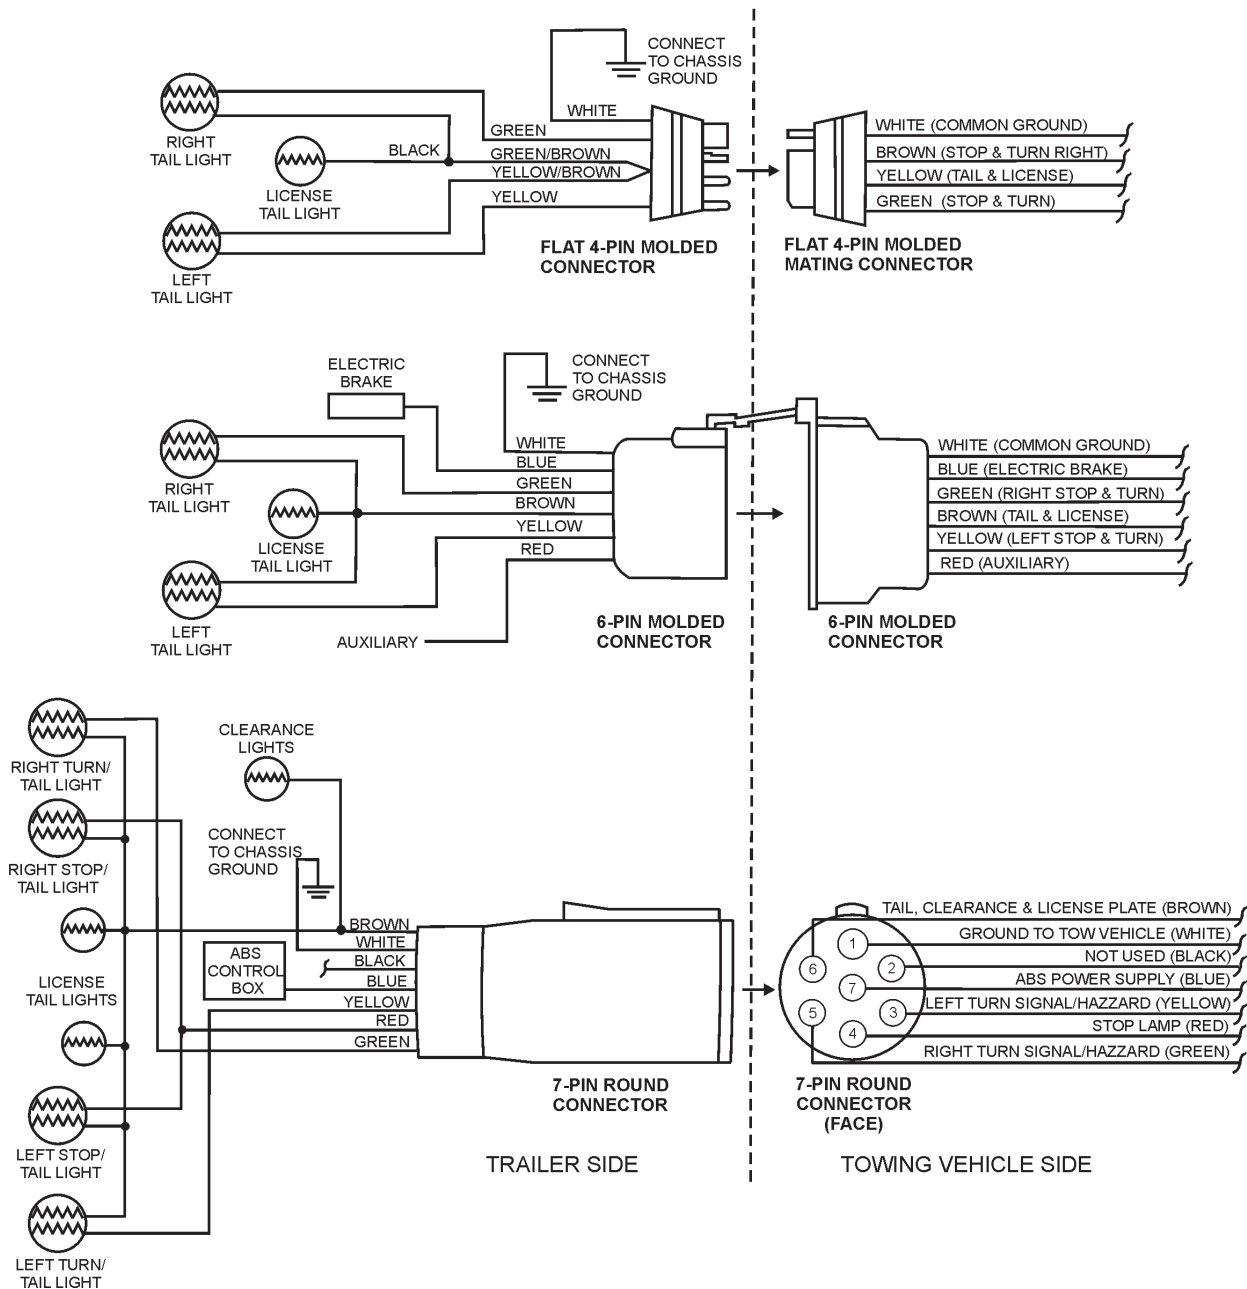 CONNECT
TO CHASSIS
GROUND
WHITE
GREEN
BLACK
GREEN/BROWN
YELLOW/BROWN
YELLOW
RIGHT
TAIL LIGHT
LICENSE
TAIL LIGHT
LEFT
TAIL LIGHT
FLAT 4-PIN MOLDED
CONNECTOR
WHITE (COMMON GROUND)
BROWN (STOP & TURN RIGHT)
YELLOW (TAIL & LICENSE)
GREEN (STOP & TURN)
FLAT 4-PIN MOLDED
MATING CONNECTOR
ELECTRIC
BRAKE
CONNECT
TO CHASSIS
GROUND
WHITE
BLUE
GREEN
BROWN
YELLOW
RED
RIGHT
TAIL LIGHT
LICENSE
TAIL LIGHT
LEFT
TAIL LIGHT
AUXILIARY
6-PIN MOLDED
CONNECTOR
WHITE (COMMON GROUND)
BLUE (ELECTRIC BRAKE)
GREEN (RIGHT STOP & TURN)
BROWN (TAIL & LICENSE)
YELLOW (LEFT STOP & TURN)
RED (AUXILIARY)
6-PIN MOLDED
CONNECTOR
RIGHT TURN/
TAIL LIGHT
CLEARANCE
LIGHTS
RIGHT STOP/
TAIL LIGHT
CONNECT
TO CHASSIS
GROUND
LICENSE
TAIL LIGHTS
ABS
CONTROL
BOX
BROWN
WHITE
BLACK
BLUE
YELLOW
RED
GREEN
LEFT STOP/
TAIL LIGHT
LEFT TURN/
TAIL LIGHT
7-PIN ROUND
CONNECTOR
1
2
3
4
5
6
7
TAIL, CLEARANCE & LICENSE PLATE (BROWN)
GROUND TO TOW VEHICLE (WHITE)
NOT USED (BLACK)
ABS POWER SUPPLY (BLUE)
LEFT TURN SIGNAL/HAZZARD (YELLOW)
STOP LAMP (RED)
RIGHT TURN SIGNAL/HAZZARD (GREEN)
7-PIN ROUND
CONNECTOR
(FACE)
TRAILER SIDE
TOWING VEHICLE SIDE